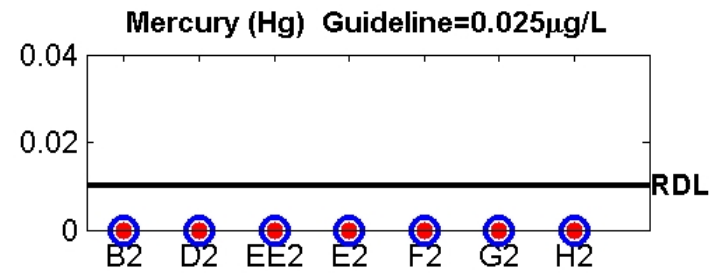 Mercury (Hg) Guideline=0.025µg/L
0.04
0.02
RDL
0
B2 D2 EE2 E2 F2 G2 H2